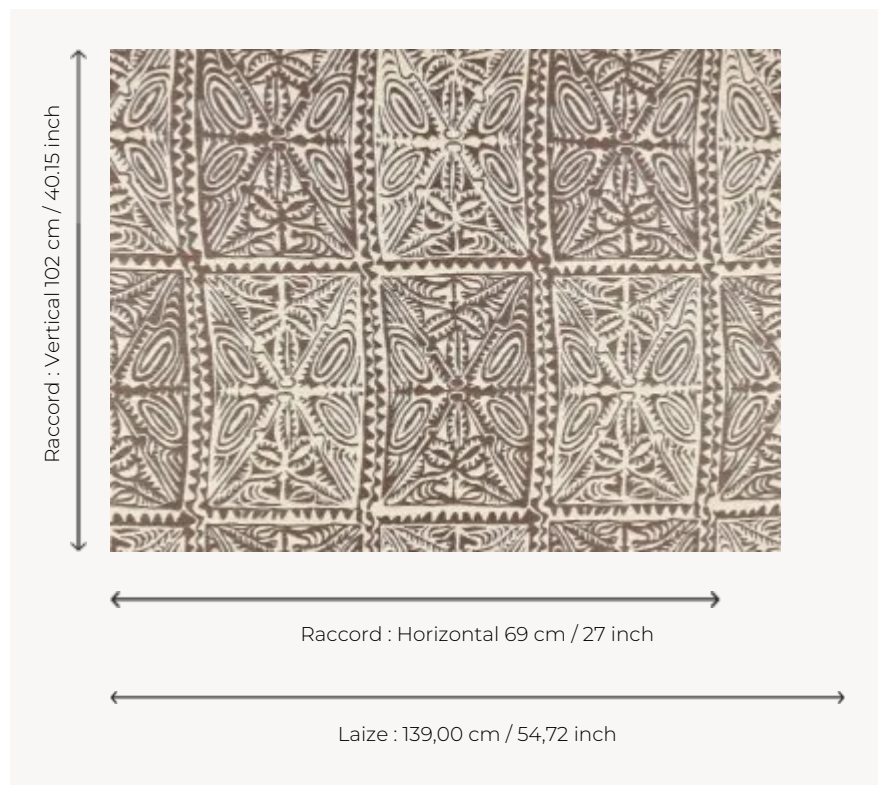 Raccord : Vertical 102 cm / 40.15 inch
Raccord : Horizontal 69 cm / 27 inch
Laize : 139,00 cm / 54,72 inch